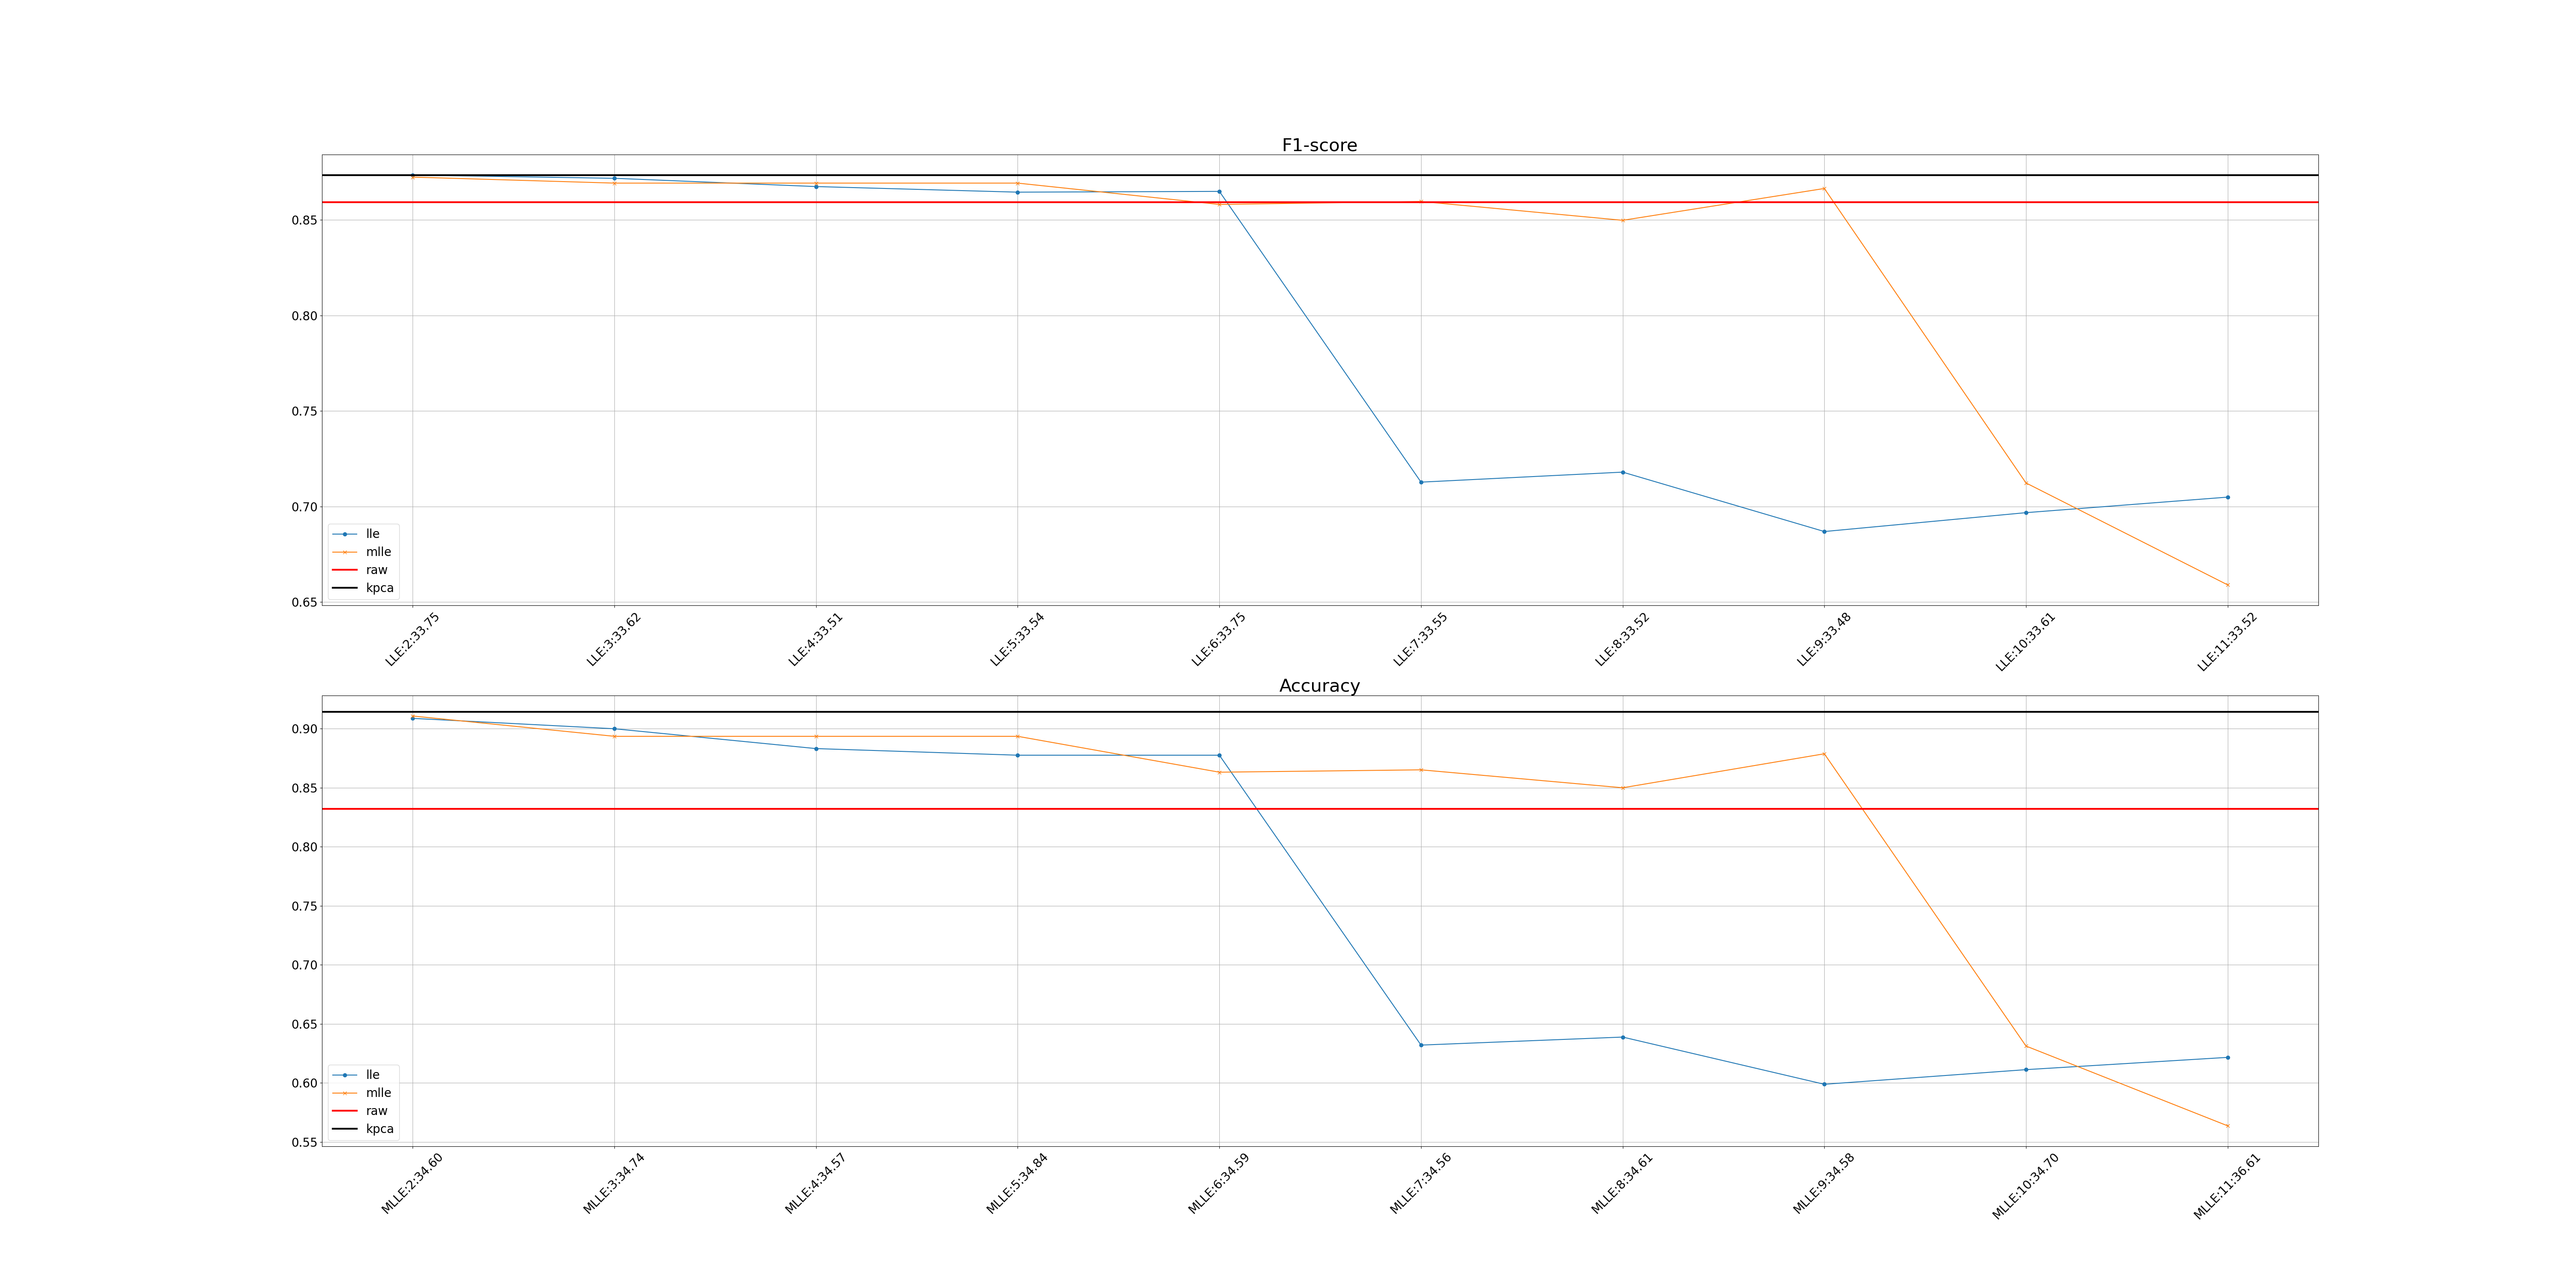 F1-score
0.85
0.80
0.75
0.70
0.65
lle
mlle
raw
kpca
LLE:2:33.75
LLE:3:33.62
LLE:4:33.51
LLE:5:33.54
LLE:6:33.75
LLE:7:33.55
LLE:8:33.52
LLE:9:33.48
LLE:10:33.61
LLE:11:33.52
Accuracy
0.90
0.85
0.80
0.75
0.70
0.65
0.60
0.55
lle
mlle
raw
kpca
MLLE:2:34.60
MLLE:3:34.74
MLLE:4:34.57
MLLE:5:34.84
MLLE:6:34.59
MLLE:7:34.56
MLLE:8:34.61
MLLE:9:34.58
MLLE:10:34.70
MLLE:11:36.61